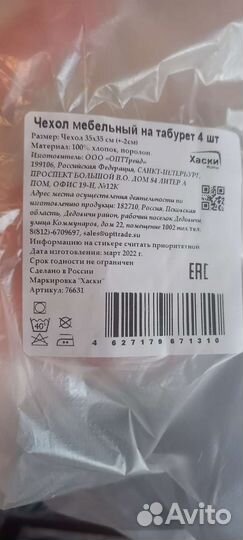 Чехол мебельный на табурет 4 шт
Размер: Чехол 35х35 см (+-2см)
Материал: 100% хлопок, поролон
Изготовитель: ООО «ОПТТрейд»
199106, Российская Федерация, САНКТ-ПЕТЕРБУРГ,
ПРОСПЕКТ БОЛЬШОЙ В.О. ДОМ 84 ЛИТЕР А
ПОМ, ОФИС 19-Н, №12К
Адрес места осуществления деятельности по
изготовлению продукции: 182710, Россия, Псковская
область, Дедовичи район, рабочий поселок Дедовичи
улица Коммунаров, дом 22, помещение 1002 тел.
8(812)-6709697, sales@opttrade.su
Информацию на стикере считать приоритетной
Дата изготовления: март 2022 г.
Срок годности не ограничен
Сделано в России
Маркировка "Хаски"
Артикул: 76631
Хаски
EAC
40°
4 627179 671310
Avito